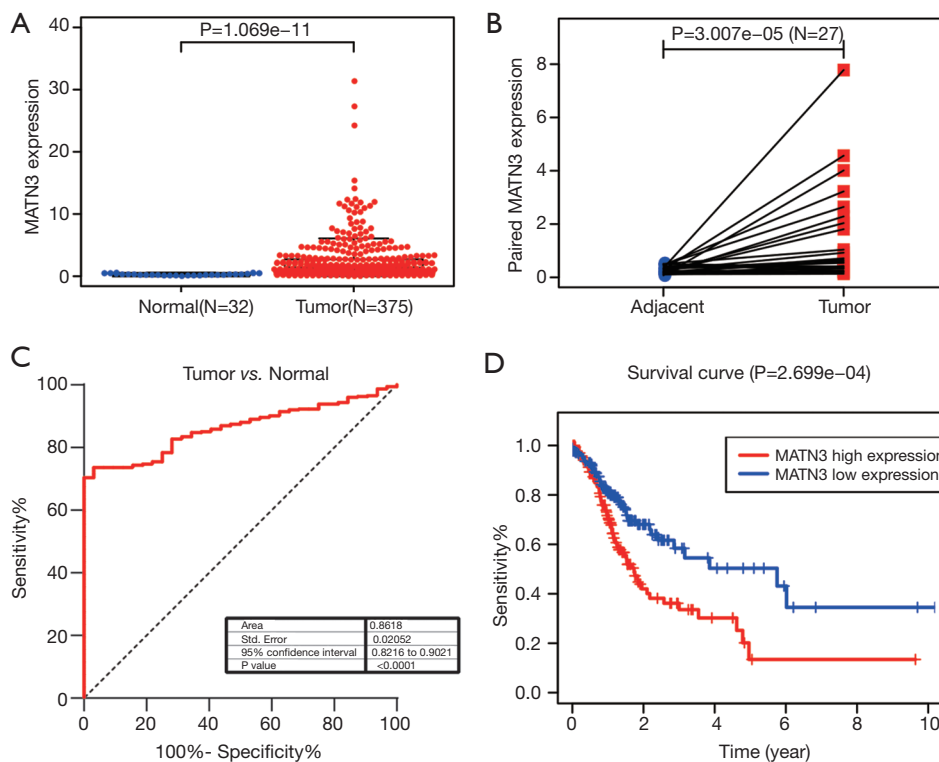 A
P=1.069e−11
40
30
20
10
0
MATN3 expression
Normal(N=32)
Tumor(N=375)
B
P=3.007e−05 (N=27)
8
6
4
2
0
Paired MATN3 expression
Adjacent
Tumor
C
Tumor vs. Normal
100
80
60
40
20
0
Sensitivity%
Area 0.8618
Std. Error 0.02052
95% confidence interval 0.8216 to 0.9021
P value <0.0001
0 20 40 60 80 100
100%- Specificity%
D
Survival curve (P=2.699e−04)
MATN3 high expression
MATN3 low expression
1.0
0.8
0.6
0.4
0.2
0.0
Sensitivity%
0 2 4 6 8 10
Time (year)